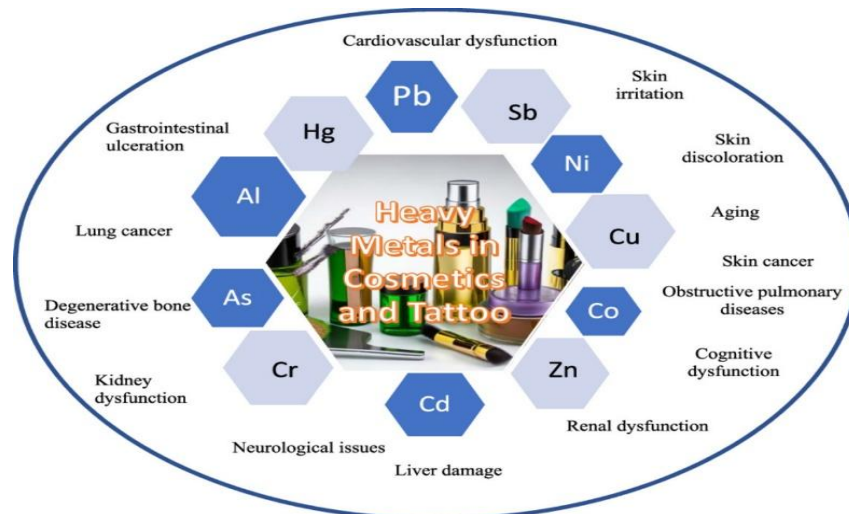 Cardiovascular dysfunction
Pb
Sb
Skin
irritation
Hg
Gastrointestinal
ulceration
Ni
Skin
discoloration
Al
Heavy
Metals in
Cosmetics
and Tattoo
Cu
Aging
Lung cancer
Skin cancer
As
Co
Obstructive pulmonary
diseases
Degenerative bone
disease
Cr
Zn
Cognitive
dysfunction
Kidney
dysfunction
Cd
Renal dysfunction
Neurological issues
Liver damage